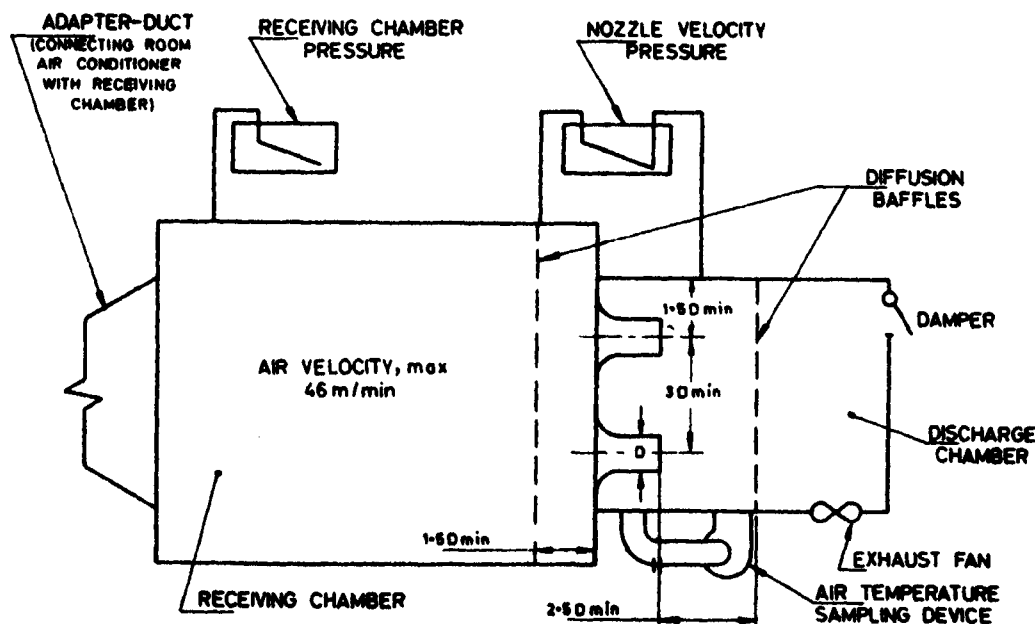 ADAPTER-DUCT
(CONNECTING ROOM
AIR CONDITIONER
WITH RECEIVING
CHAMBER)
RECEIVING CHAMBER
PRESSURE
NOZZLE VELOCITY
PRESSURE
DIFFUSION
BAFFLES
1·5D min
DAMPER
AIR VELOCITY, max
46 m/min
3D min
D
DISCHARGE
CHAMBER
1·5D min
EXHAUST FAN
RECEIVING CHAMBER
2·5D min
AIR TEMPERATURE
SAMPLING DEVICE